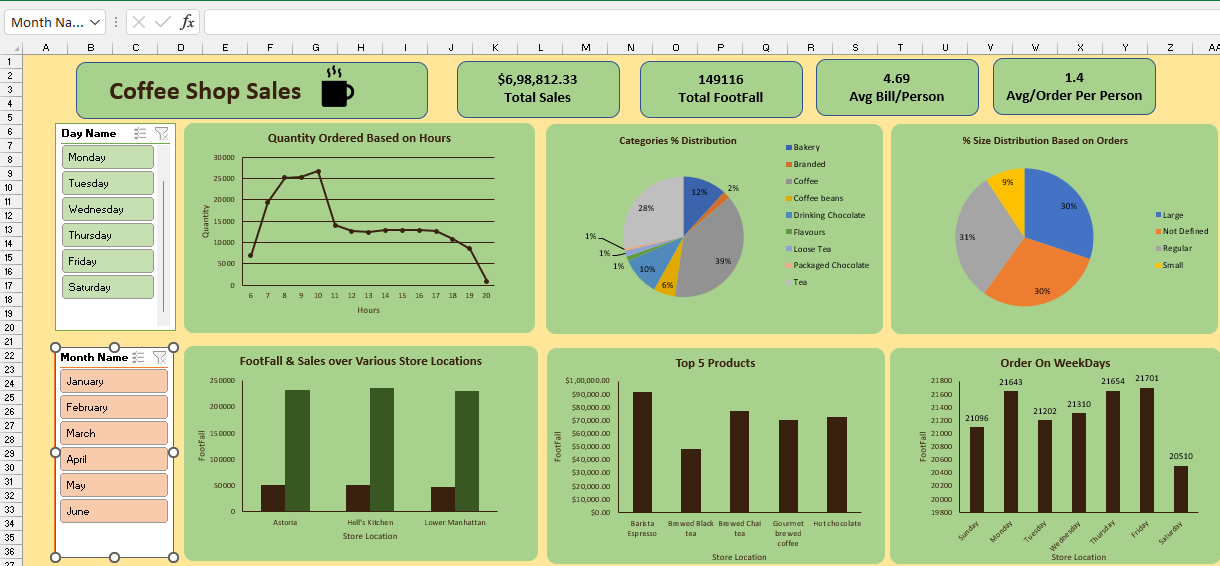 Month Na...
fx
A B C D E F G H I J K L M N O P Q R S T U V W X Y Z AA
1
2
3
4
5
6
7
8
9
10
11
12
13
14
15
16
17
18
19
20
21
22
23
24
25
26
27
28
29
30
31
32
33
34
35
36
37
Coffee Shop Sales
$6,98,812.33
Total Sales
149116
Total FootFall
4.69
Avg Bill/Person
1.4
Avg/Order Per Person
Day Name
Monday
Tuesday
Wednesday
Thursday
Friday
Saturday
Quantity Ordered Based on Hours
Quantity
30000
25000
20000
15000
10000
5000
0
6 7 8 9 10 11 12 13 14 15 16 17 18 19 20
Hours
Categories % Distribution
12%
2%
39%
6%
10%
1%
1%
1%
28%
Bakery
Branded
Coffee
Coffee beans
Drinking Chocolate
Flavours
Loose Tea
Packaged Chocolate
Tea
% Size Distribution Based on Orders
30%
30%
31%
9%
Large
Not Defined
Regular
Small
Month Name
January
February
March
April
May
June
FootFall & Sales over Various Store Locations
FootFall
250000
200000
150000
100000
50000
0
Astoria Hell's Kitchen Lower Manhattan
Store Location
Top 5 Products
FootFall
$1,00,000.00
$90,000.00
$80,000.00
$70,000.00
$60,000.00
$50,000.00
$40,000.00
$30,000.00
$20,000.00
$10,000.00
$0.00
Barista Espresso
Brewed Black tea
Brewed Chai tea
Gourmet brewed coffee
Hot chocolate
Store Location
Order On WeekDays
FootFall
21800
21600
21400
21200
21000
20800
20600
20400
20200
20000
19800
21096
21643
21202
21310
21654
21701
20510
Sunday
Monday
Tuesday
Wednesday
Thursday
Friday
Saturday
Store Location